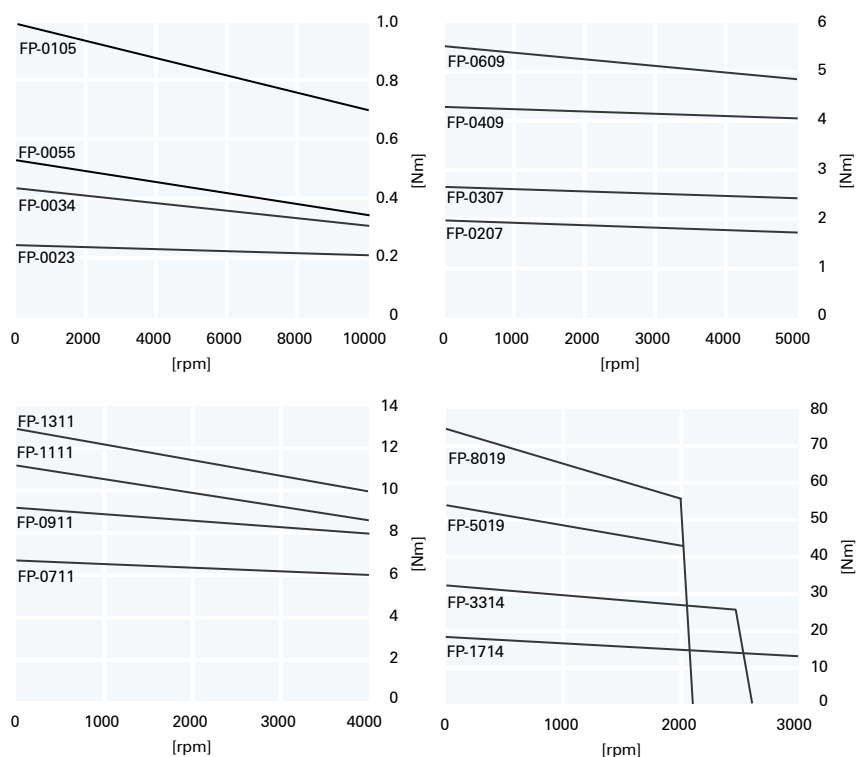 1.0
FP-0105
0.8
0.6
FP-0055
[Nm]
0.4
FP-0034
0.2
FP-0023
0
0 2000 4000 6000 8000 10000
[rpm]
6
FP-0609
5
4
FP-0409
[Nm]
3
FP-0307
2
FP-0207
1
0
0 1000 2000 3000 4000 5000
[rpm]
14
FP-1311
12
FP-1111
10
FP-0911
8
[Nm]
6
FP-0711
4
2
0
0 1000 2000 3000 4000
[rpm]
80
70
FP-8019
60
50
FP-5019
40
[Nm]
30
FP-3314
20
FP-1714
10
0
0 1000 2000 3000
[rpm]